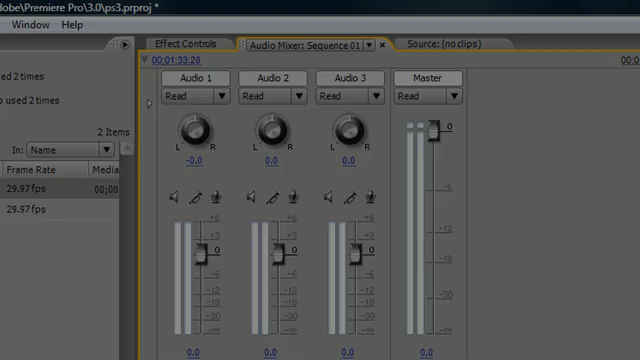 dobe\Premiere Pro\3.0\ps3.prproj *
Window Help
Effect Controls Audio Mixer: Sequence 01 Source: (no clips)
00;01;33;28 00;0
Audio 1 Audio 2 Audio 3 Master
Read Read Read Read
ed 2 times
o used 2 times
2 Items
In: Name
Frame Rate Media
29.97 fps 00;00
29.97 fps
L R L R L R
-0.0 0.0 0.0
0
-6
-12
-18
-30
-∞
+6 +6 +6
+3 +3 +3
0 0 0
-6 -6 -6
-12 -12 -12
-18 -18 -18
-30 -30 -30
-∞ -∞ -∞
0.0 0.0 0.0 0.0